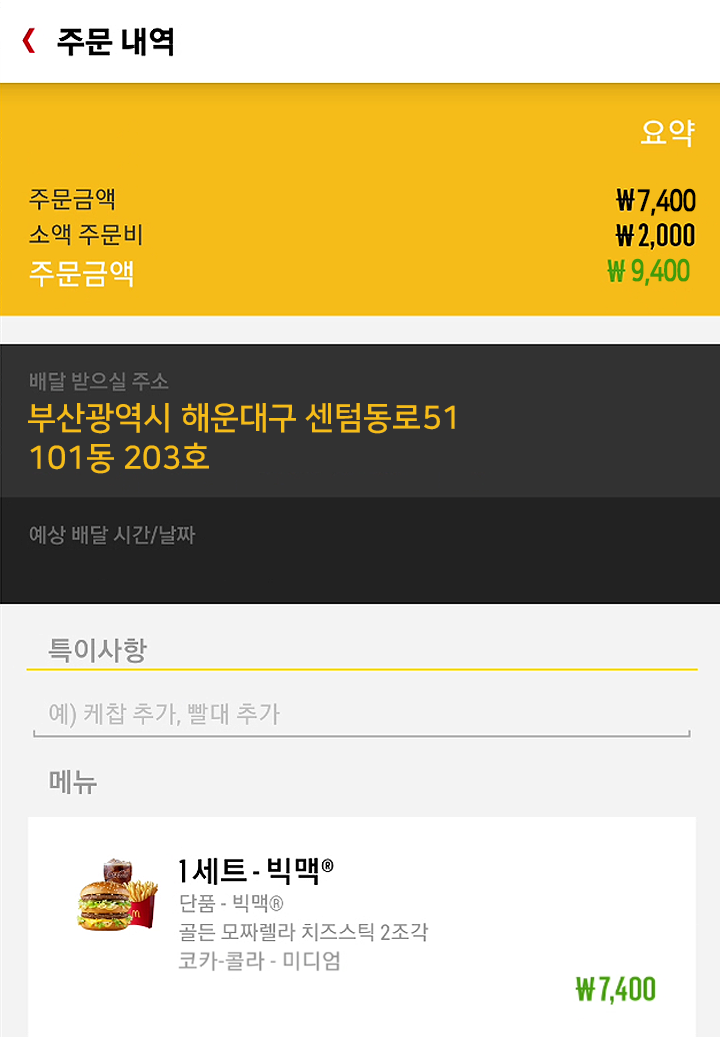 주문 내역
요약
주문금액 ₩7,400
소액 주문비 ₩2,000
주문금액 ₩ 9,400
배달 받으실 주소
부산광역시 해운대구 센텀동로51
101동 203호
예상 배달 시간/날짜
특이사항
예) 케찹 추가, 빨대 추가
메뉴
1 세트 - 빅맥®
단품 - 빅맥®
골든 모짜렐라 치즈스틱 2조각
코카-콜라 - 미디엄
₩7,400